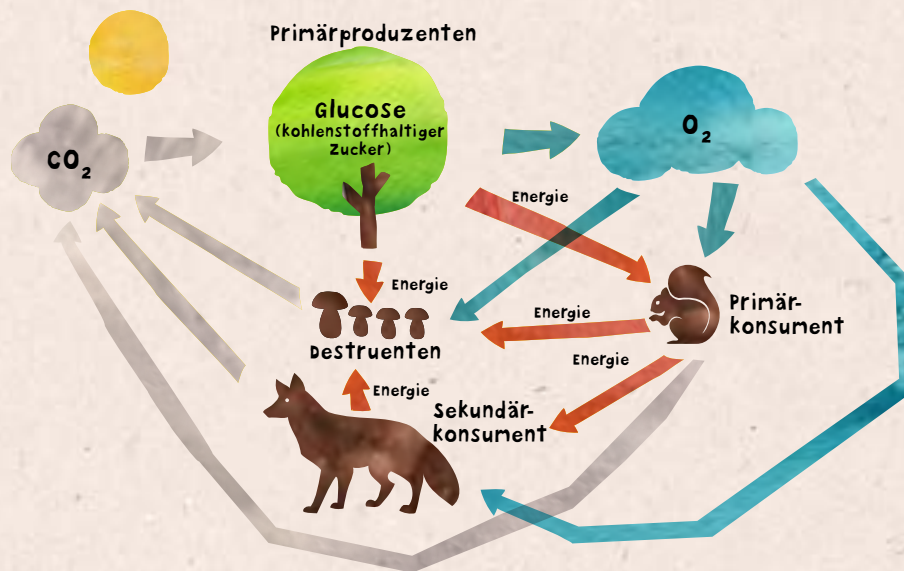 Primärproduzenten
Glucose
(kohlenstoffhaltiger
Zucker)
CO₂
O₂
Energie
Energie
Energie
Primär-
konsument
Destruenten
Energie
Energie
Sekundär-
konsument